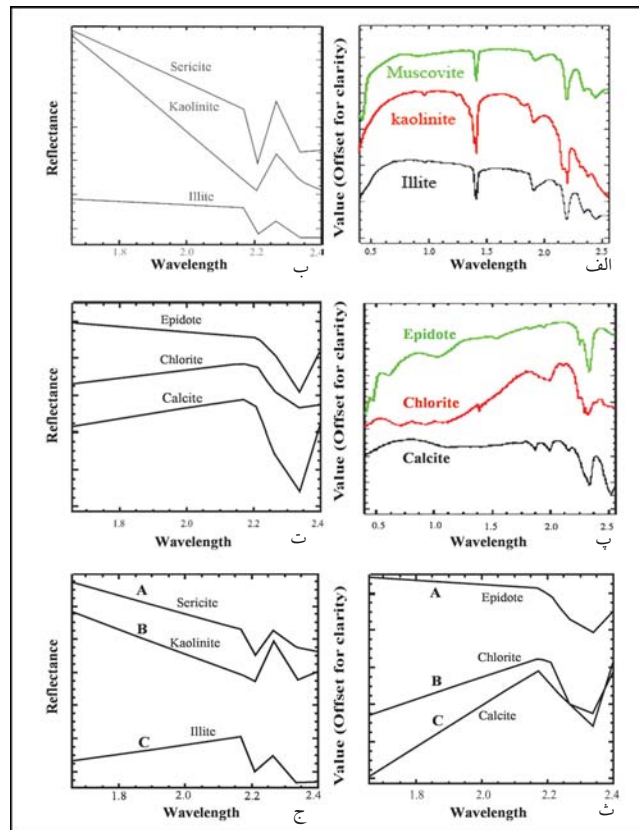 Reflectance
Sericite
Kaolinite
Illite
1.8 2.0 2.2 2.4
Wavelength
ب
Value (Offset for clarity)
Muscovite
kaolinite
Illite
0.5 1.0 1.5 2.0 2.5
Wavelength
الف
Reflectance
Epidote
Chlorite
Calcite
1.8 2.0 2.2 2.4
Wavelength
ت
Value (Offset for clarity)
Epidote
Chlorite
Calcite
0.5 1.0 1.5 2.0 2.5
Wavelength
پ
Reflectance
A
Sericite
B
Kaolinite
C
Illite
1.8 2.0 2.2 2.4
Wavelength
ج
Value (Offset for clarity)
A
Epidote
Chlorite
B
C
Calcite
1.8 2.0 2.2 2.4
Wavelength
ث